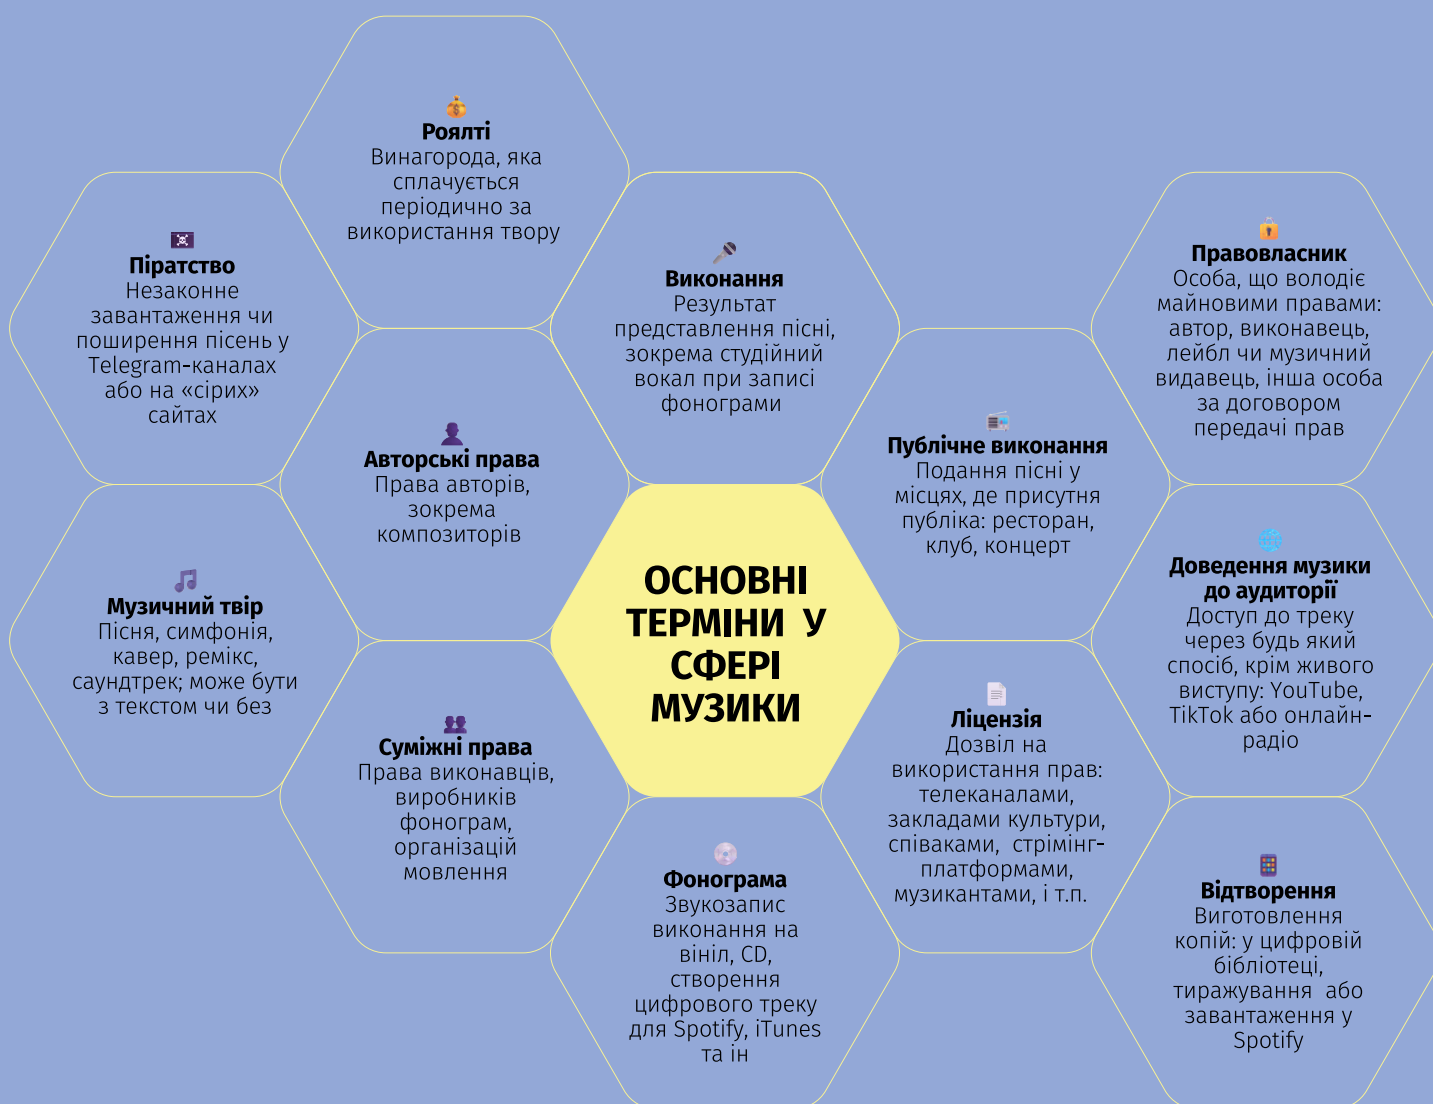 Роялті
Винагорода, яка
сплачується
періодично за
використання твору
Піратство
Незаконне
завантаження чи
поширення пісень у
Telegram-каналах
або на «сірих»
сайтах
Виконання
Результат
представлення пісні,
зокрема студійний
вокал при записі
фонограми
Правовласник
Особа, що володіє
майновими правами:
автор, виконавець,
лейбл чи музичний
видавець, інша особа
за договором
передачі прав
Авторські права
Права авторів,
зокрема
композиторів
Публічне виконання
Подання пісні у
місцях, де присутня
публіка: ресторан,
клуб, концерт
ОСНОВНІ
ТЕРМІНИ У
СФЕРІ
МУЗИКИ
Музичний твір
Пісня, симфонія,
кавер, ремікс,
саундтрек; може бути
з текстом чи без
Доведення музики
до аудиторії
Доступ до треку
через будь який
спосіб, крім живого
виступу: YouTube,
TikTok або онлайн-
радіо
Суміжні права
Права виконавців,
виробників
фонограм,
організацій
мовлення
Ліцензія
Дозвіл на
використання прав:
телеканалами,
закладами культури,
співаками, стрімінг-
платформами,
музикантами, і т.п.
Фонограма
Звукозапис
виконання на
вініл, CD,
створення
цифрового треку
для Spotify, iTunes
та ін
Відтворення
Виготовлення
копій: у цифровій
бібліотеці,
тиражування або
завантаження у
Spotify